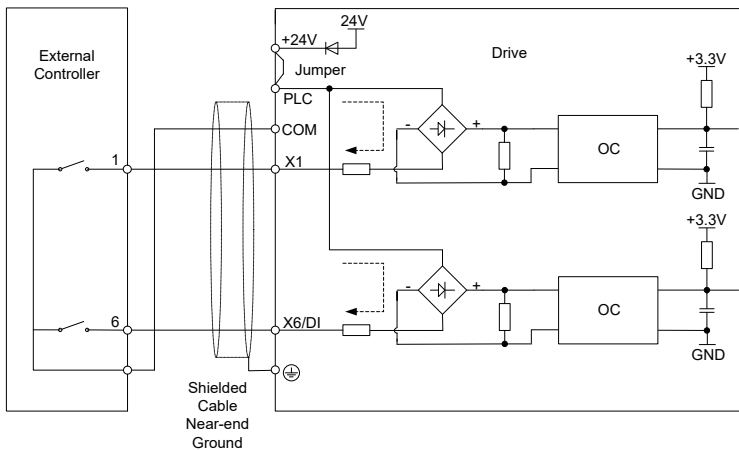 24V
+24V
External
Controller
Drive
Jumper
+3.3V
PLC
COM
-
+
OC
1
X1
GND
+3.3V
-
+
OC
6
X6/DI
GND
Shielded
Cable
Near-end
Ground